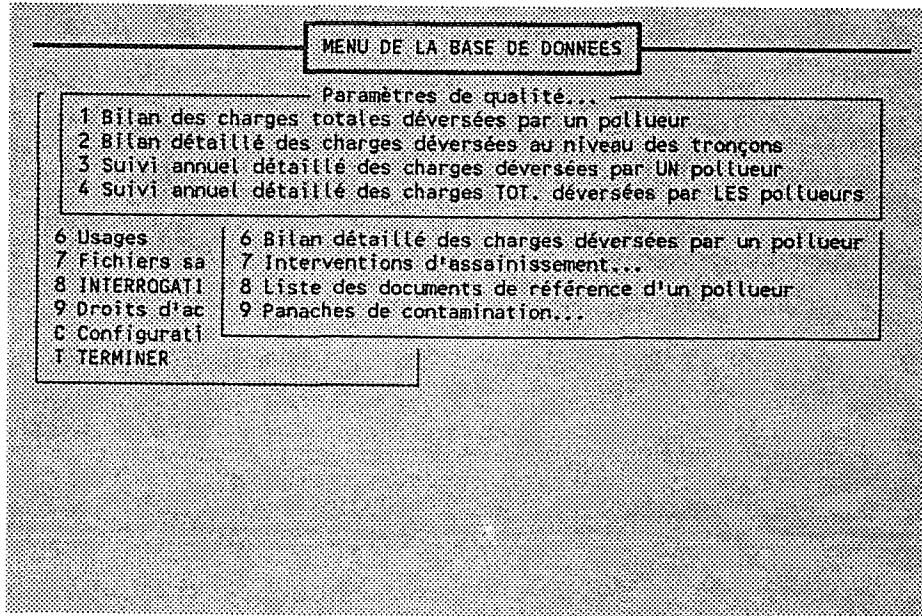 MENU DE LA BASE DE DONNEES
Paramètres de qualité...
1 Bilan des charges totales déversées par un pollueur
2 Bilan détaillé des charges déversées au niveau des tronçons
3 Suivi annuel détaillé des charges déversées par UN pollueur
4 Suivi annuel détaillé des charges TOT. déversées par LES pollueurs
6 Usages
7 Fichiers sa
8 INTERROGATI
9 Droits d'ac
C Configurati
T TERMINER
6 Bilan détaillé des charges déversées par un pollueur
7 Interventions d'assainissement...
8 Liste des documents de référence d'un pollueur
9 Panaches de contamination...